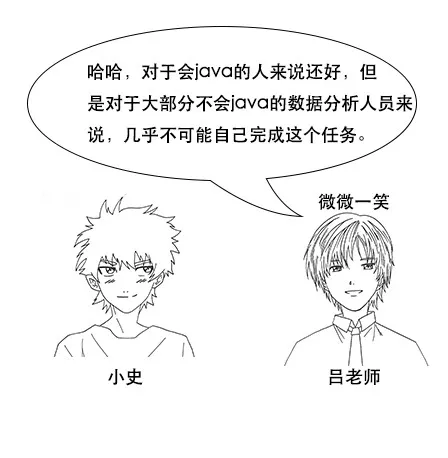 哈哈，对于会java的人来说还好，但
是对于大部分不会java的数据分析人员来
说，几乎不可能自己完成这个任务。
微微一笑
小史
吕老师